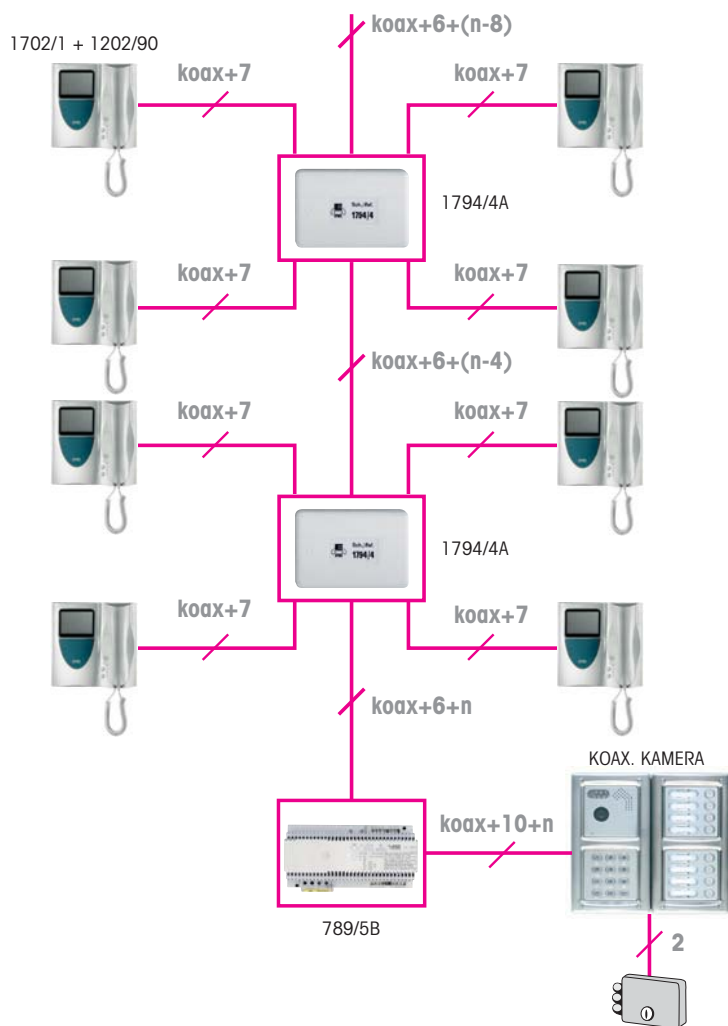 koax+6+(n-8)
1702/1 + 1202/90
koax+7
koax+7
1794/4
1794/4A
koax+7
koax+7
koax+6+(n-4)
koax+7
koax+7
1794/4
1794/4A
koax+7
koax+7
koax+6+n
KOAX. KAMERA
koax+10+n
789/5B
2